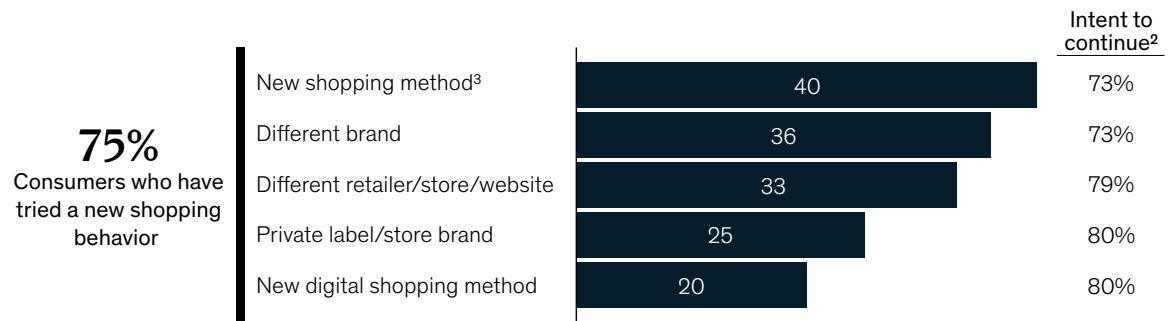 Intent to
continue²
New shopping method³ 40 73%
75%
Consumers who have
tried a new shopping
behavior
Different brand 36 73%
Different retailer/store/website 33 79%
Private label/store brand 25 80%
New digital shopping method 20 80%